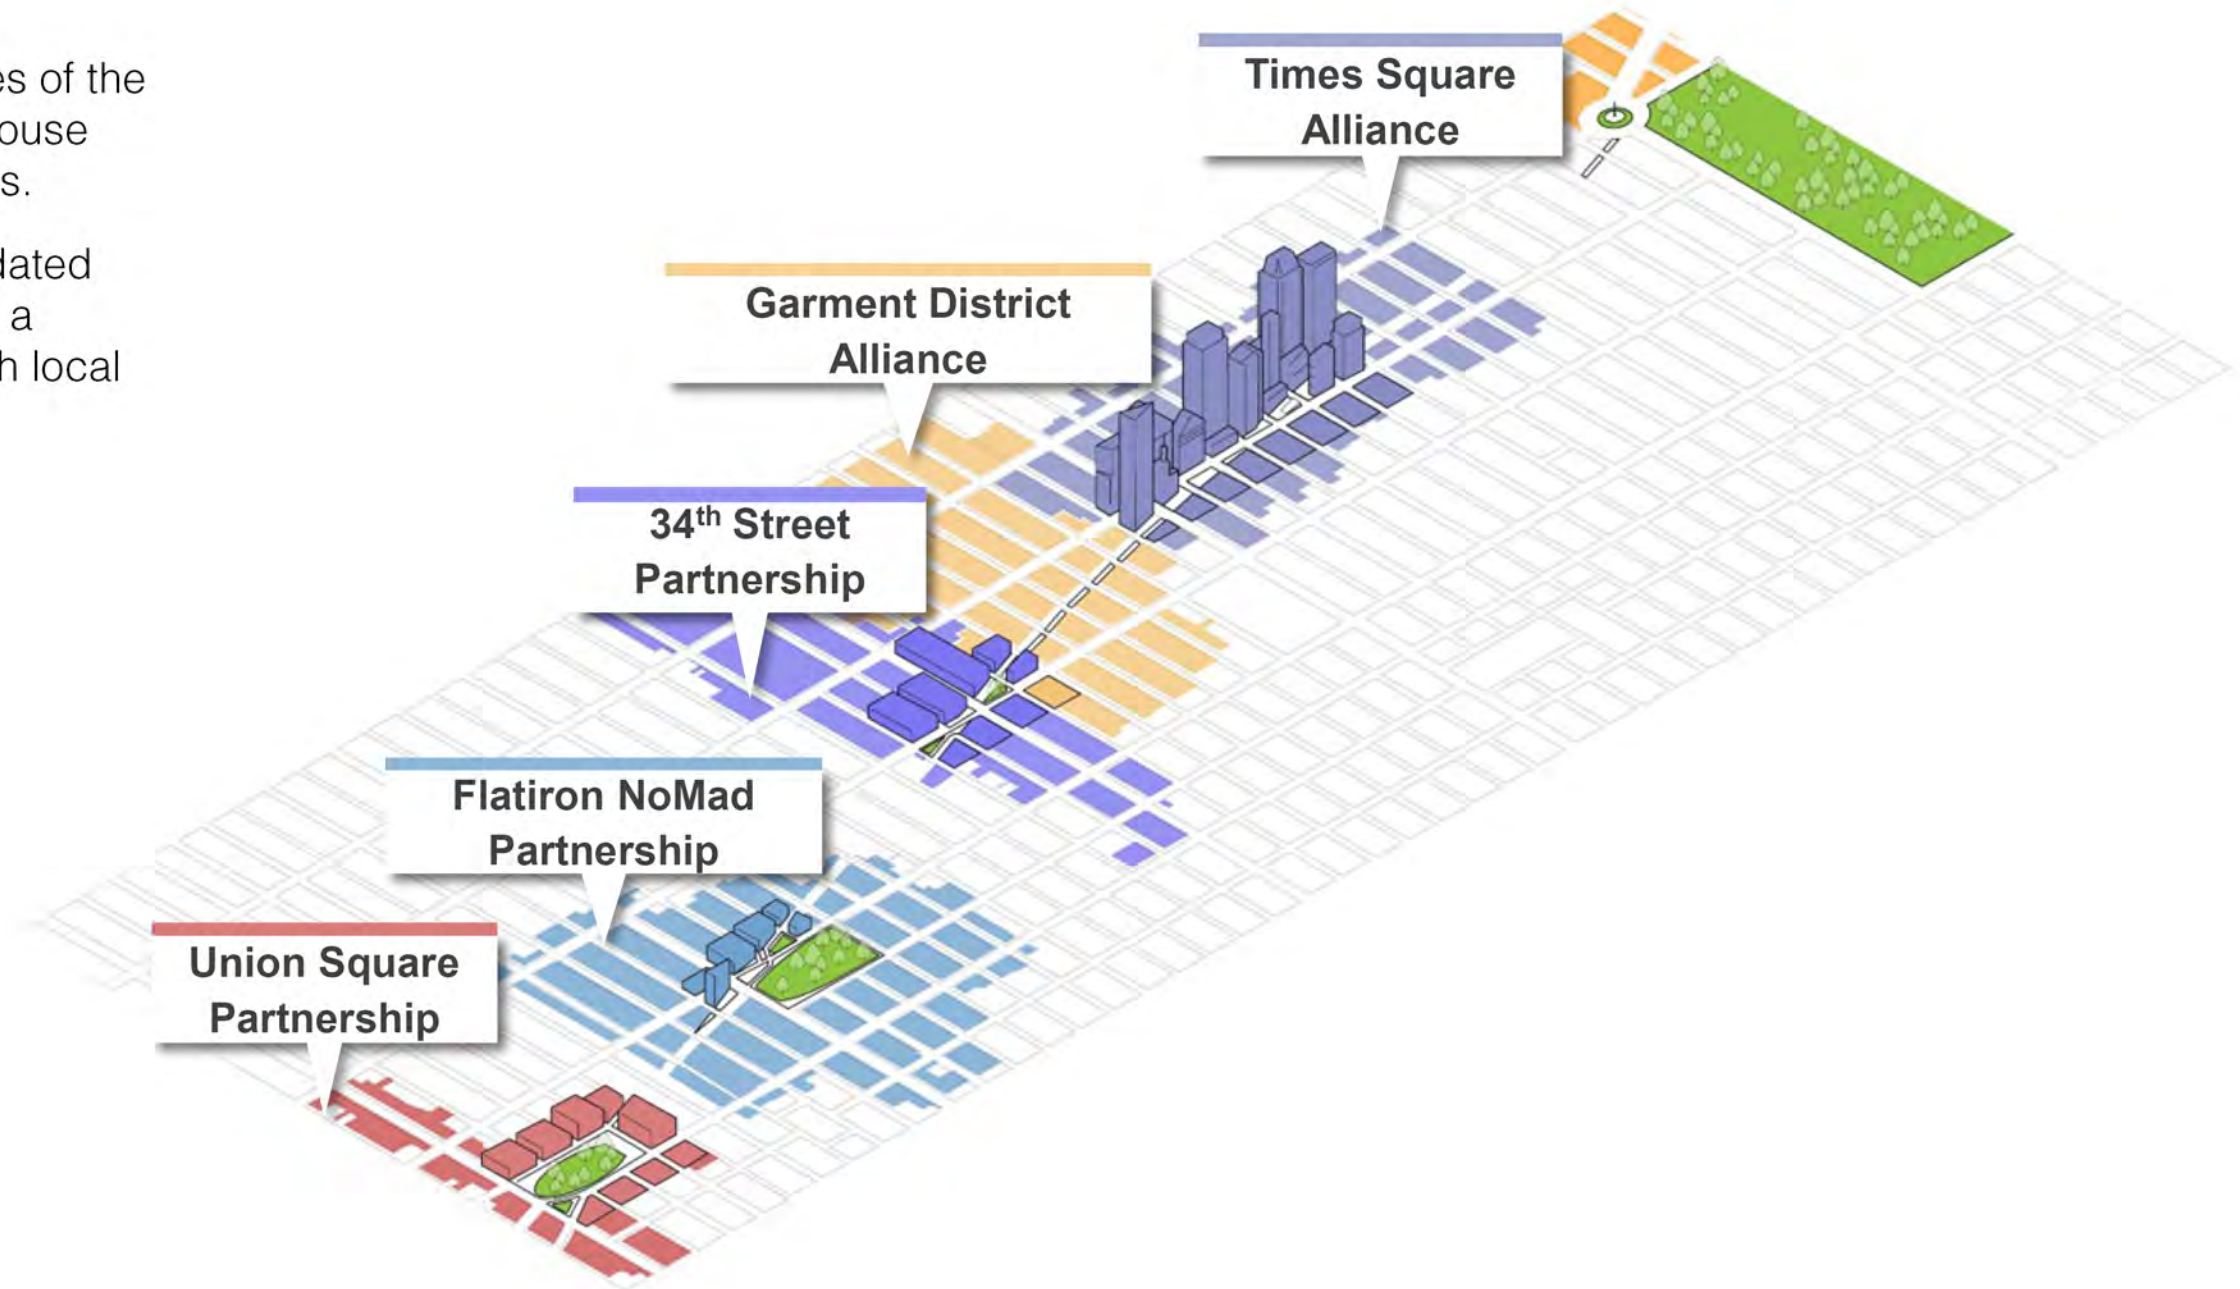 es of the
ouse
s.
dated
a
h local
Times Square
Alliance
Garment District
Alliance
34th Street
Partnership
Flatiron NoMad
Partnership
Union Square
Partnership